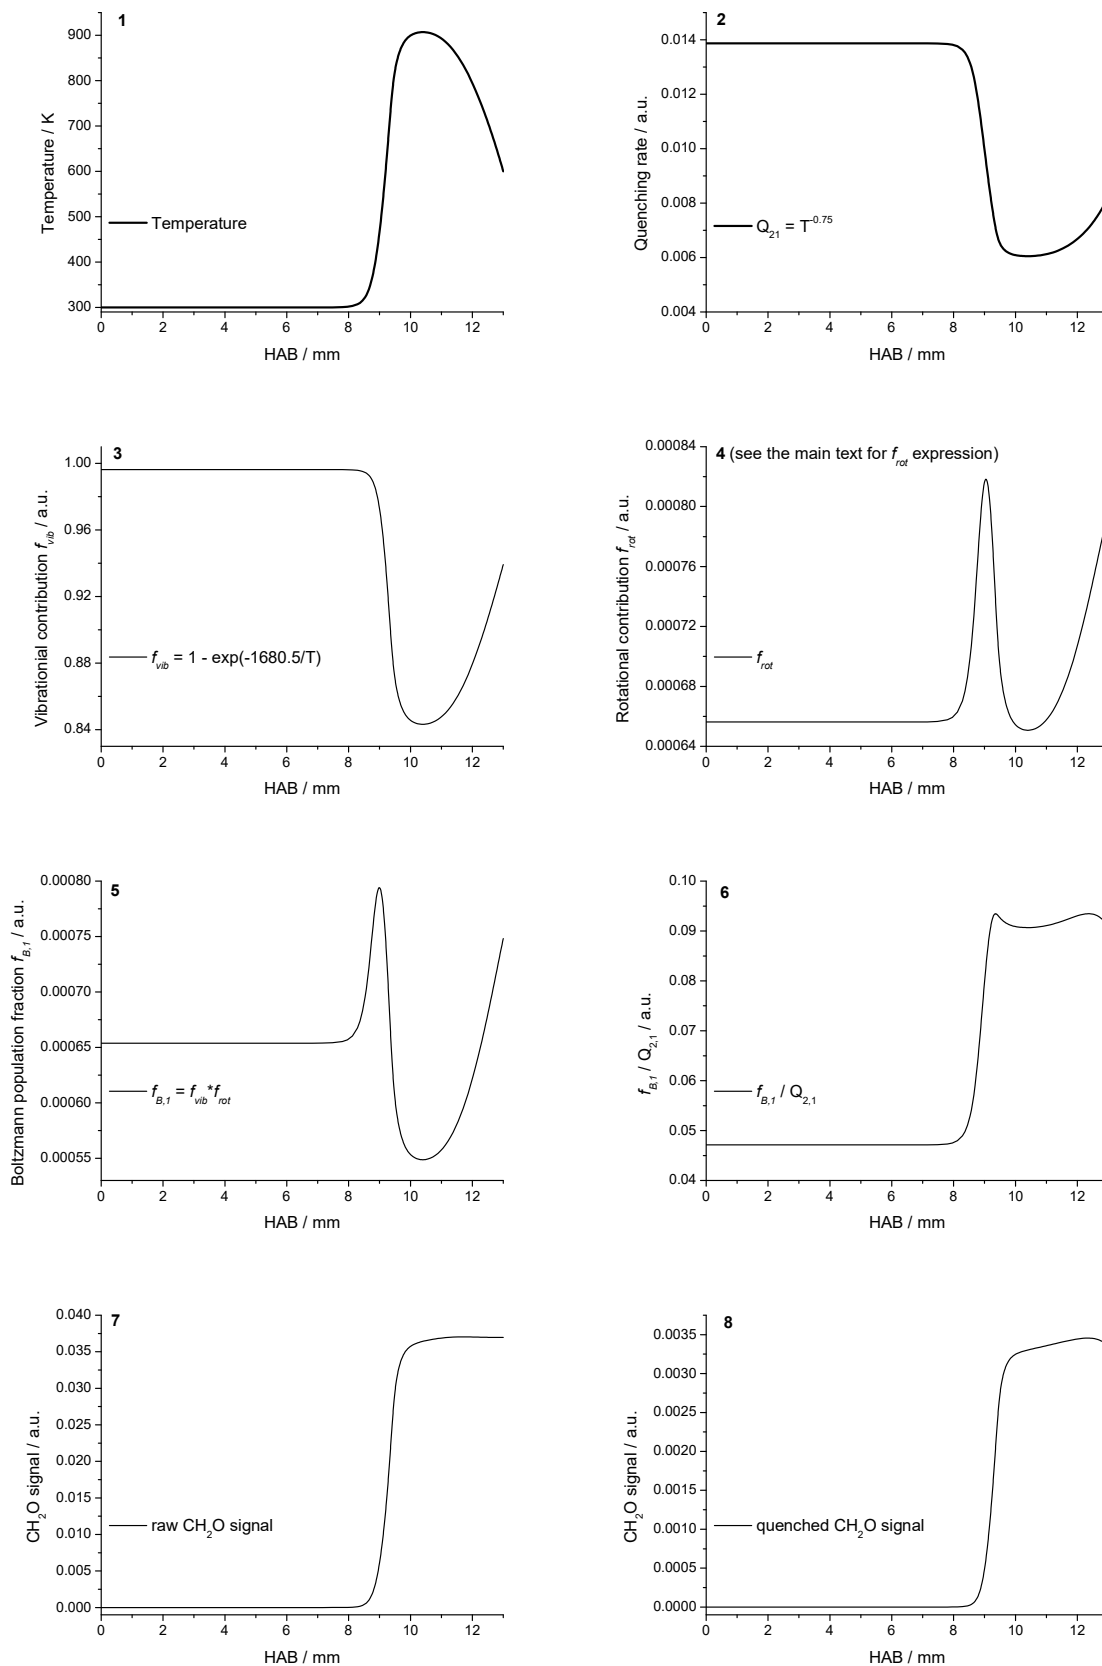 1
Temperature / K
900
800
700
600
500
400
300
Temperature
0 2 4 6 8 10 12
HAB / mm
2
Quenching rate / a.u.
0.014
0.012
0.010
0.008
0.006
0.004
Q21 = T-0.75
0 2 4 6 8 10 12
HAB / mm
3
Vibrationial contribution fvib / a.u.
1.00
0.96
0.92
0.88
0.84
fvib = 1 - exp(-1680.5/T)
0 2 4 6 8 10 12
HAB / mm
4 (see the main text for frot expression)
Rotational contribution frot / a.u.
0.00084
0.00080
0.00076
0.00072
0.00068
0.00064
frot
0 2 4 6 8 10 12
HAB / mm
5
Boltzmann population fraction fB,1 / a.u.
0.00080
0.00075
0.00070
0.00065
0.00060
0.00055
fB,1 = fvib*frot
0 2 4 6 8 10 12
HAB / mm
6
fB,1 / Q2,1 / a.u.
0.10
0.09
0.08
0.07
0.06
0.05
0.04
fB,1 / Q2,1
0 2 4 6 8 10 12
HAB / mm
7
CH2O signal / a.u.
0.040
0.035
0.030
0.025
0.020
0.015
0.010
0.005
0.000
raw CH2O signal
0 2 4 6 8 10 12
HAB / mm
8
CH2O signal / a.u.
0.0035
0.0030
0.0025
0.0020
0.0015
0.0010
0.0005
0.0000
quenched CH2O signal
0 2 4 6 8 10 12
HAB / mm